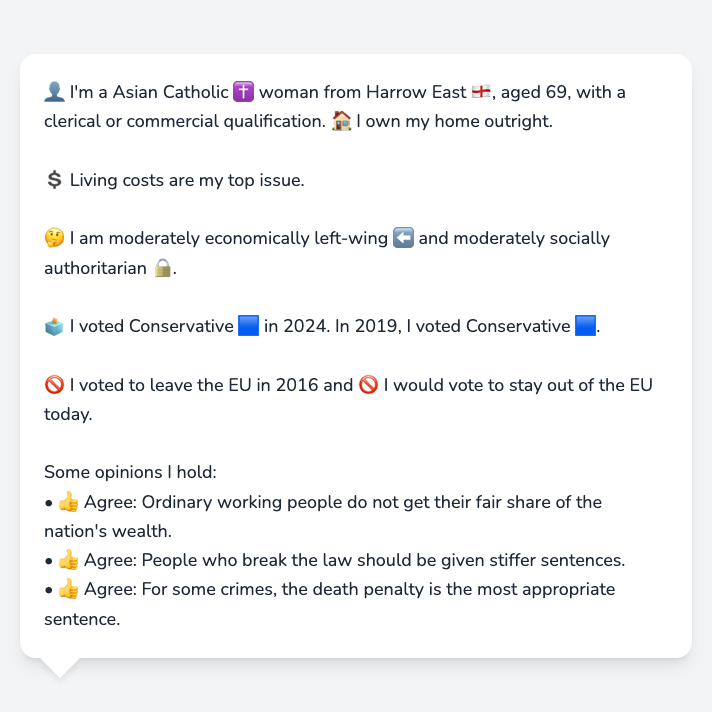 👤 I'm a Asian Catholic ✝️ woman from Harrow East 🏴󠁧󠁢󠁥󠁮󠁧󠁿, aged 69, with a
clerical or commercial qualification. 🏠 I own my home outright.
💲 Living costs are my top issue.
🤔 I am moderately economically left-wing ⬅️ and moderately socially
authoritarian 🔒.
🗳️ I voted Conservative 🟦 in 2024. In 2019, I voted Conservative 🟦.
🚫 I voted to leave the EU in 2016 and 🚫 I would vote to stay out of the EU
today.
Some opinions I hold:
• 👍 Agree: Ordinary working people do not get their fair share of the
nation's wealth.
• 👍 Agree: People who break the law should be given stiffer sentences.
• 👍 Agree: For some crimes, the death penalty is the most appropriate
sentence.